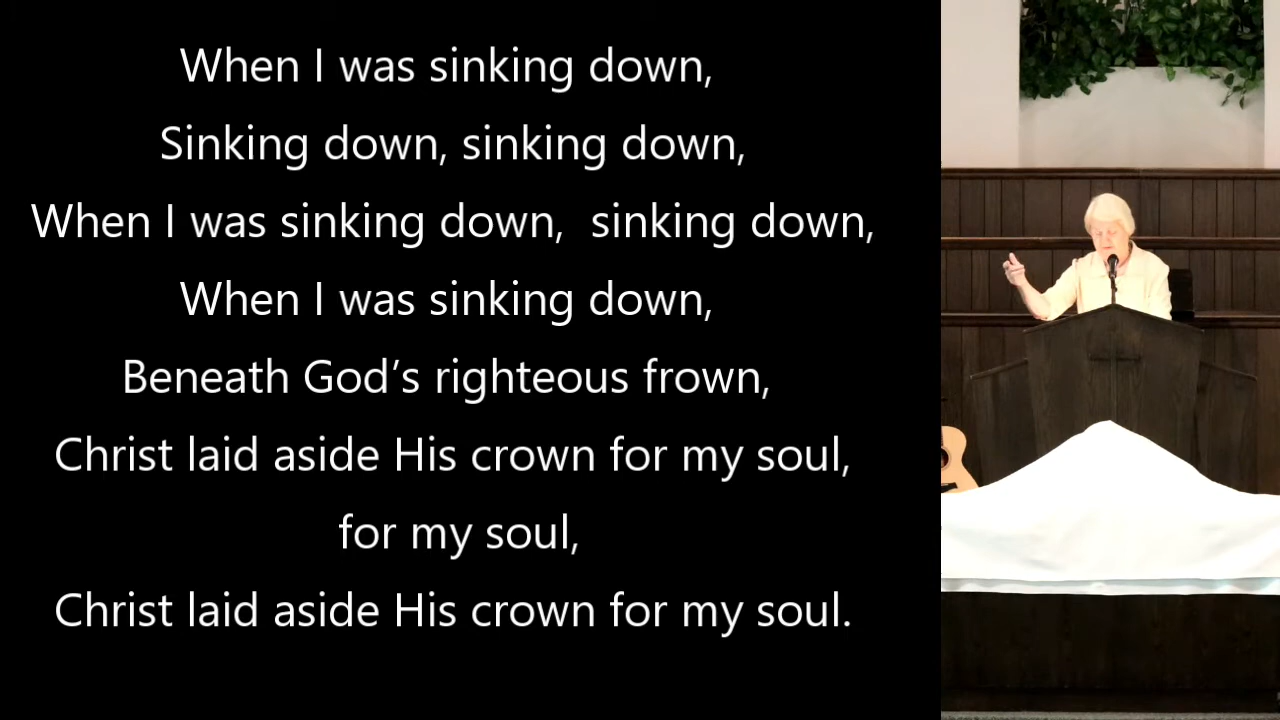 When I was sinking down,
Sinking down, sinking down,
When I was sinking down,  sinking down,
When I was sinking down,
Beneath God’s righteous frown,
Christ laid aside His crown for my soul,
for my soul,
Christ laid aside His crown for my soul.